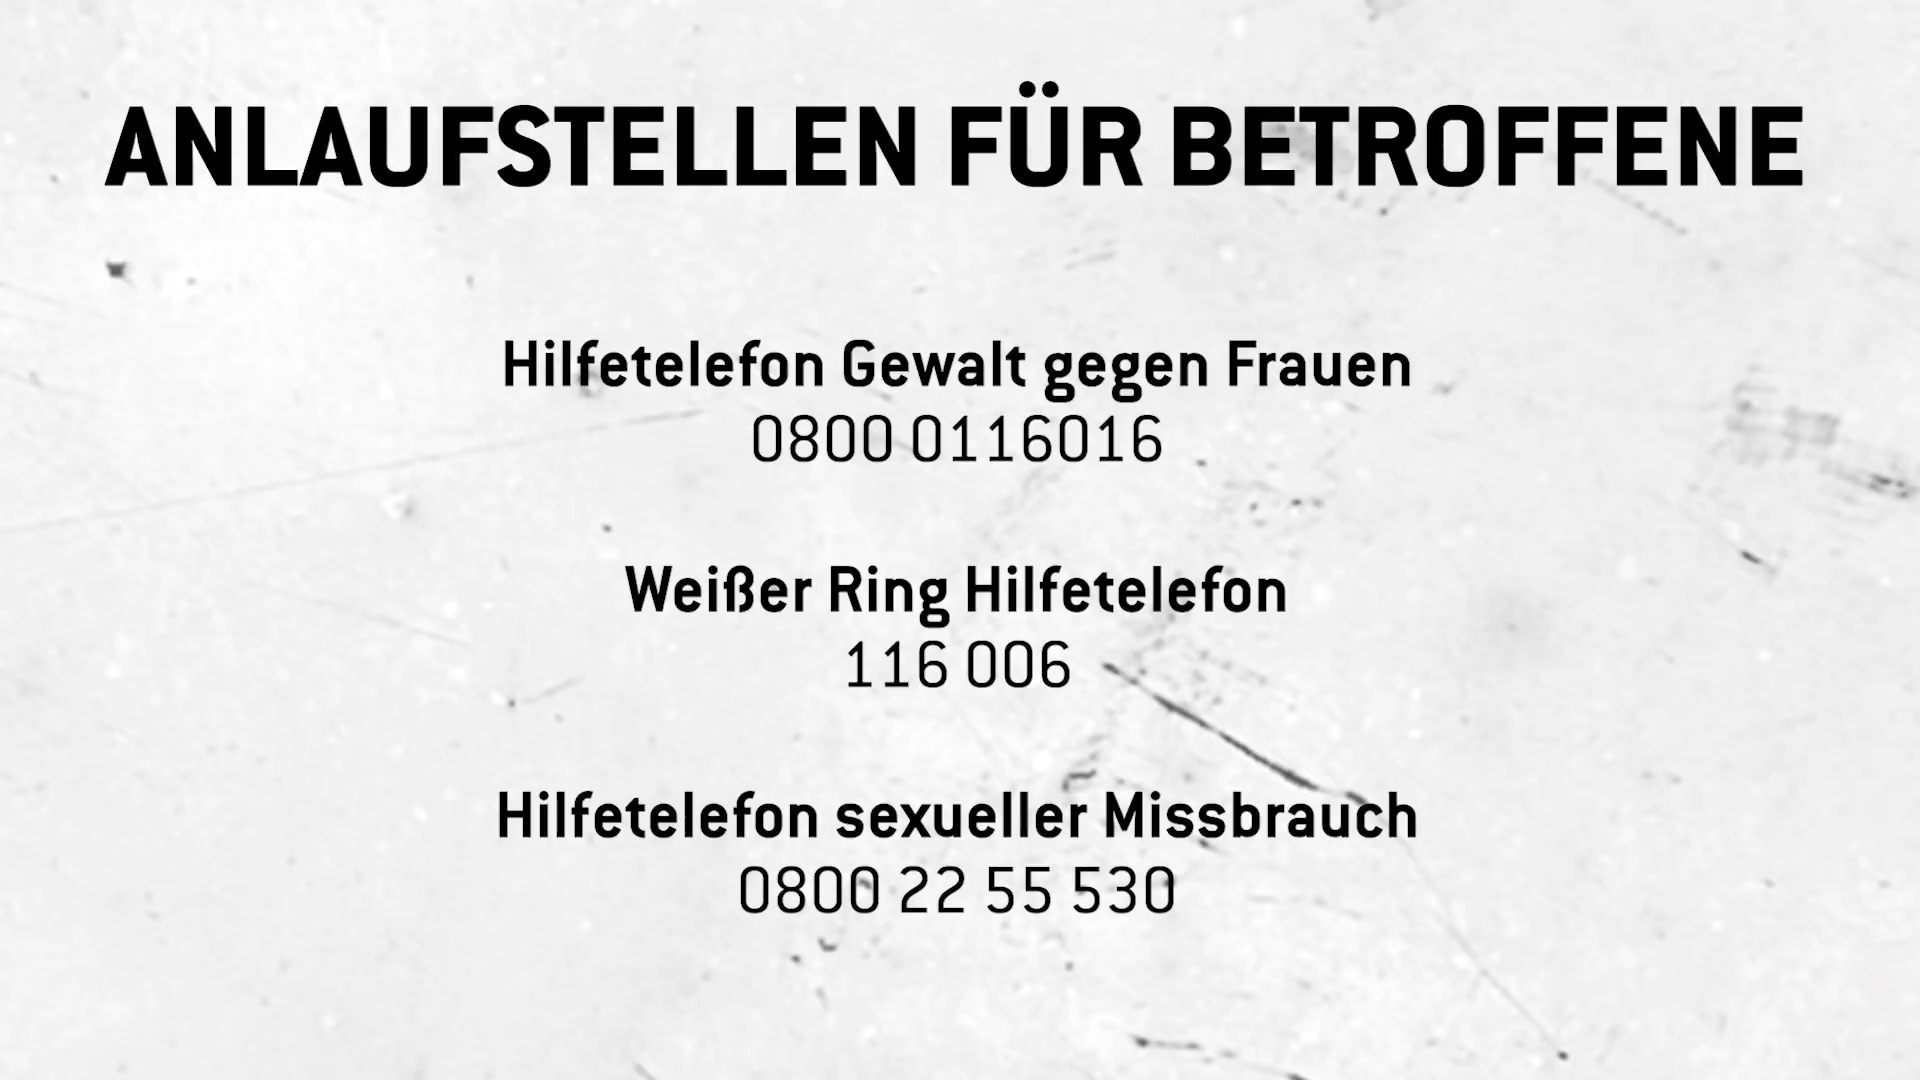 ANLAUFSTELLEN FÜR BETROFFENE
Hilfetelefon Gewalt gegen Frauen
0800 0116016
Weißer Ring Hilfetelefon
116 006
Hilfetelefon sexueller Missbrauch
0800 22 55 530